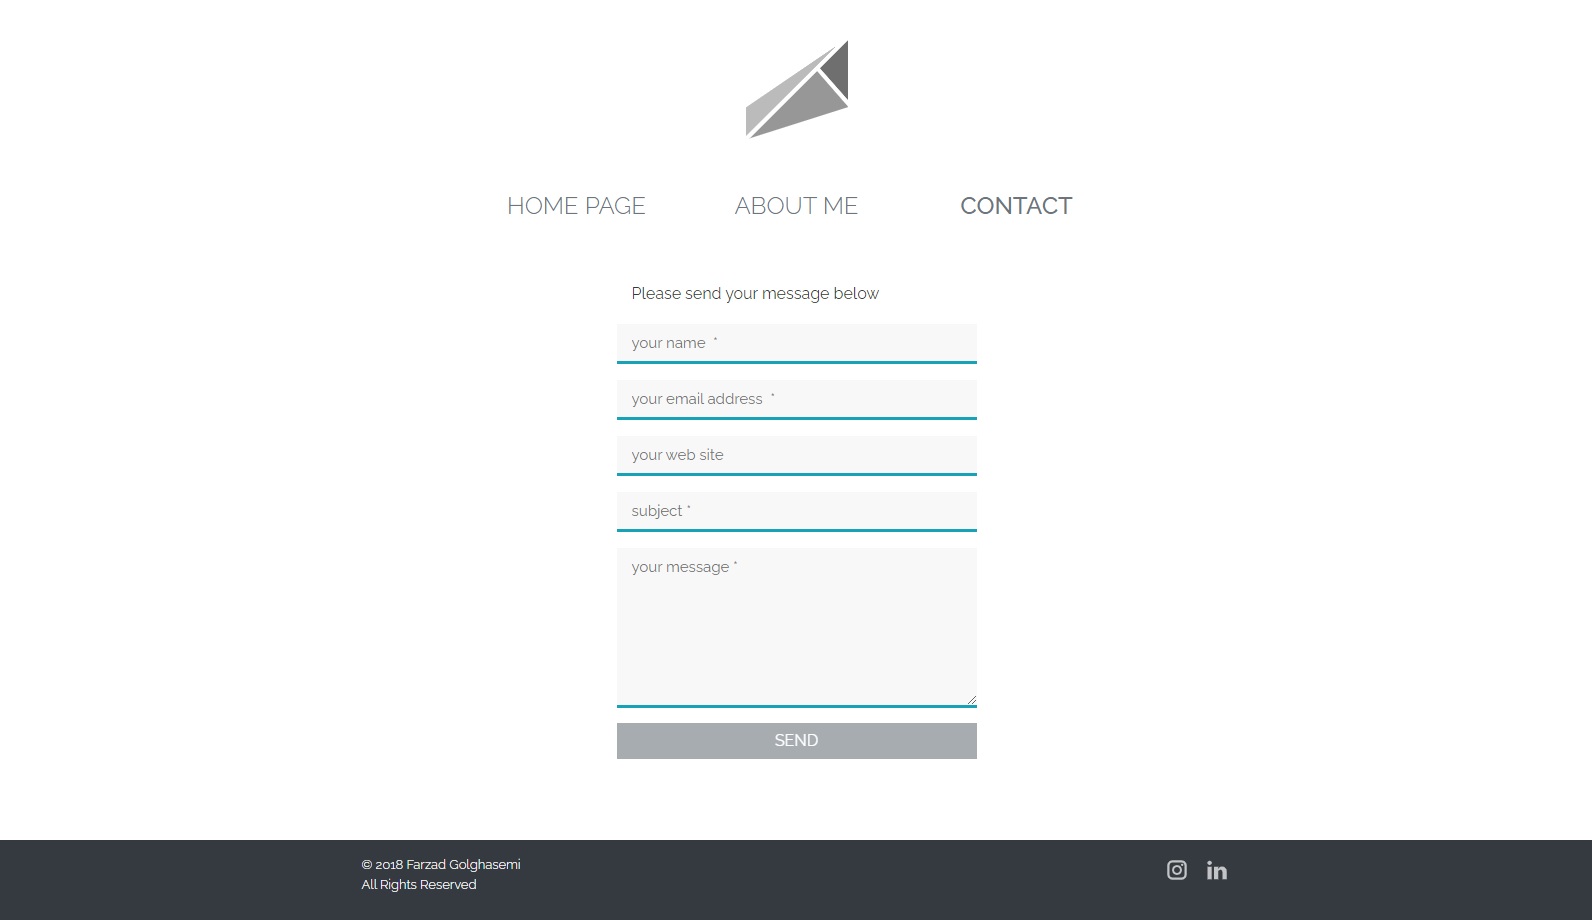 HOME PAGE ABOUT ME CONTACT
Please send your message below
your name *
your email address *
your web site
subject *
your message *
SEND
© 2018 Farzad Golghasemi
All Rights Reserved